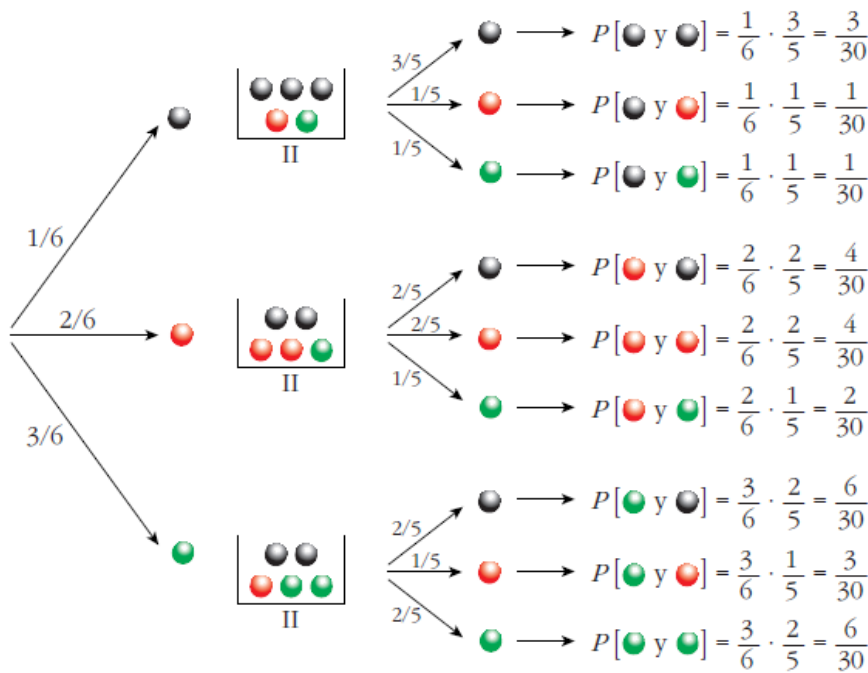 3/5
P[● y ●] = 1/6 · 3/5 = 3/30
1/5
P[● y ●] = 1/6 · 1/5 = 1/30
II
1/5
P[● y ●] = 1/6 · 1/5 = 1/30
1/6
2/5
P[● y ●] = 2/6 · 2/5 = 4/30
2/6
2/5
P[● y ●] = 2/6 · 2/5 = 4/30
II
1/5
P[● y ●] = 2/6 · 1/5 = 2/30
3/6
2/5
P[● y ●] = 3/6 · 2/5 = 6/30
1/5
P[● y ●] = 3/6 · 1/5 = 3/30
II
2/5
P[● y ●] = 3/6 · 2/5 = 6/30